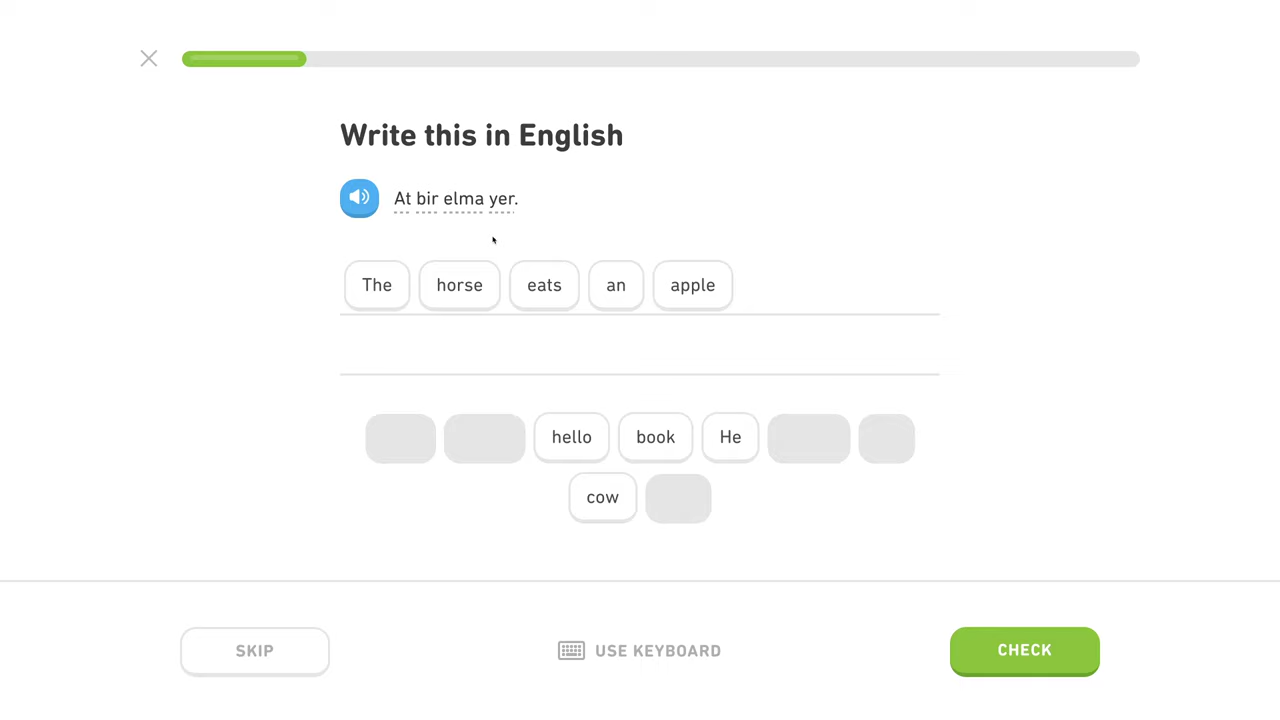 Write this in English
At bir elma yer.
The horse eats an apple
hello book He
cow
SKIP USE KEYBOARD CHECK